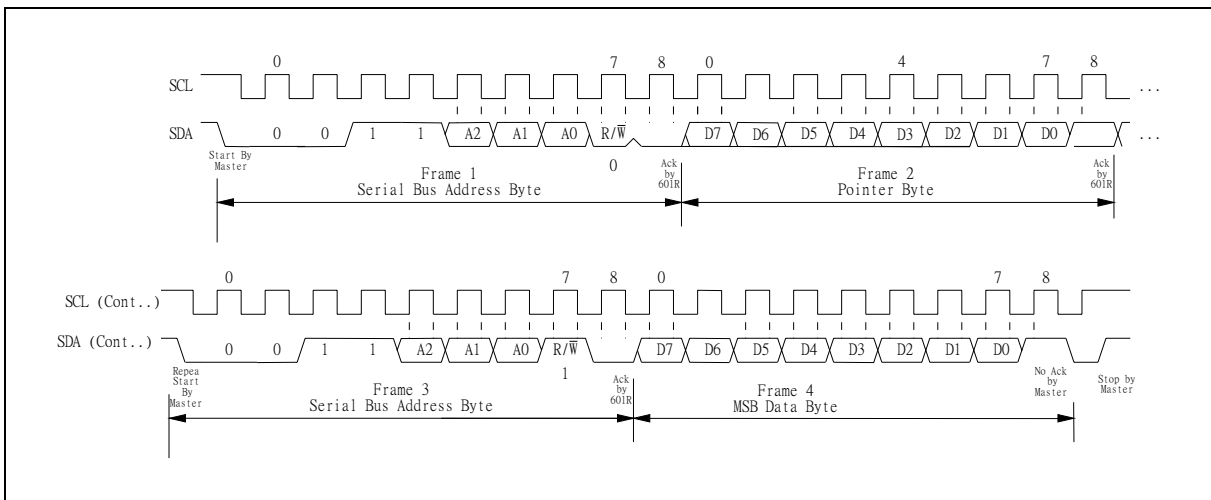 0 7 8 0 4 7 8
SCL ...
SDA 0 0 1 1 A2 A1 A0 R/W D7 D6 D5 D4 D3 D2 D1 D0 ...
Start By
Master
0
Ack
by
601R
Ack
by
601R
Frame 1
Serial Bus Address Byte
Frame 2
Pointer Byte
0 7 8 0 7 8
SCL (Cont..)
SDA (Cont..) 0 0 1 1 A2 A1 A0 R/W D7 D6 D5 D4 D3 D2 D1 D0
Repea
Start
By
Master
1
Ack
by
601R
No Ack
by
Master
Stop by
Master
Frame 3
Serial Bus Address Byte
Frame 4
MSB Data Byte